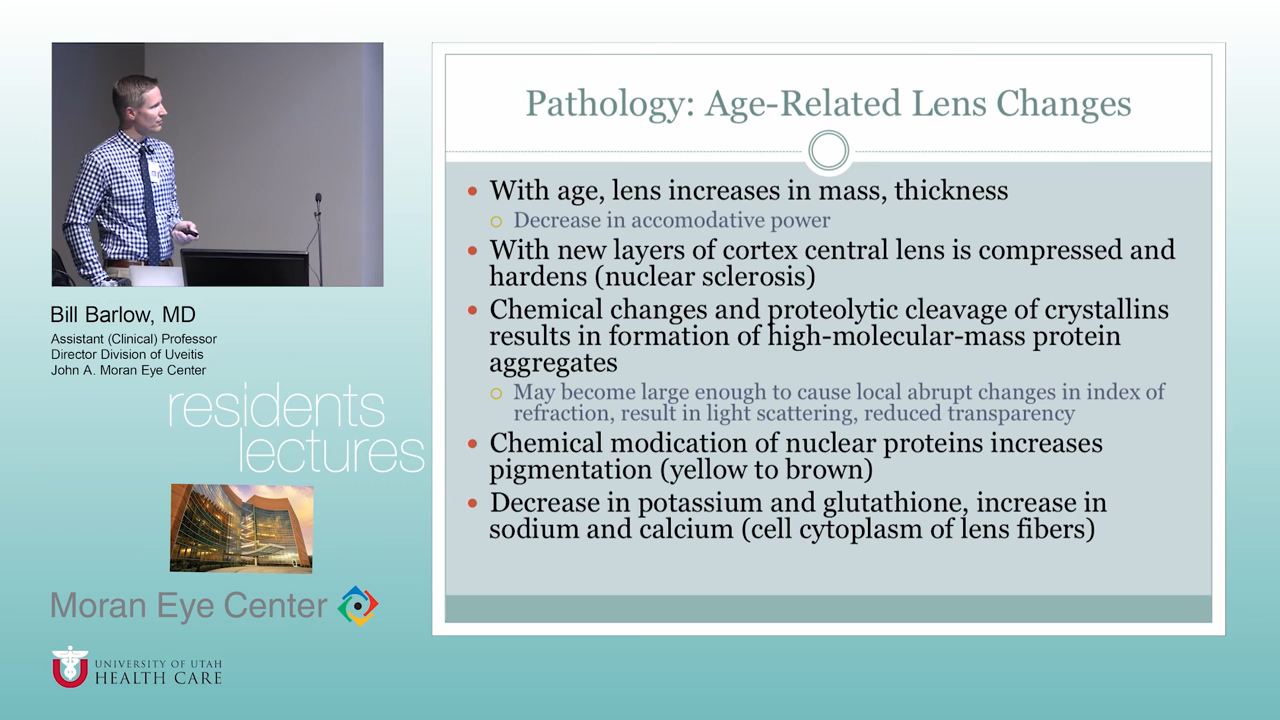 Bill Barlow, MD
Assistant (Clinical) Professor
Director Division of Uveitis
John A. Moran Eye Center
residents
lectures
Moran Eye Center
UNIVERSITY OF UTAH
HEALTH CARE
Pathology: Age-Related Lens Changes
• With age, lens increases in mass, thickness
○ Decrease in accomodative power
• With new layers of cortex central lens is compressed and
hardens (nuclear sclerosis)
• Chemical changes and proteolytic cleavage of crystallins
results in formation of high-molecular-mass protein
aggregates
○ May become large enough to cause local abrupt changes in index of
refraction, result in light scattering, reduced transparency
• Chemical modication of nuclear proteins increases
pigmentation (yellow to brown)
• Decrease in potassium and glutathione, increase in
sodium and calcium (cell cytoplasm of lens fibers)